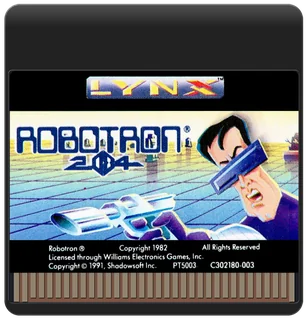 LYNX™
ROBOTRON:®
2084
Robotron ® Copyright 1982 All Rights Reserved
Licensed through Williams Electronics Games, Inc.
Copyright © 1991, Shadowsoft Inc. PT5003 C302180-003